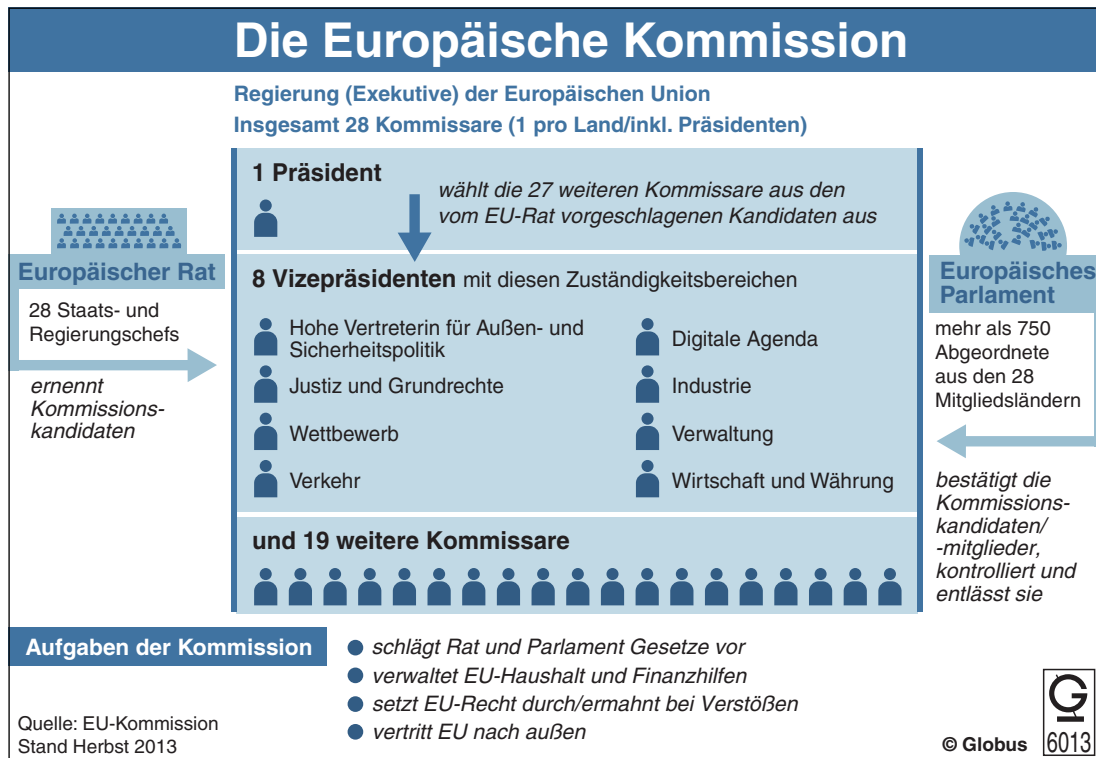 Die Europäische Kommission
Regierung (Exekutive) der Europäischen Union
Insgesamt 28 Kommissare (1 pro Land/inkl. Präsidenten)
1 Präsident
wählt die 27 weiteren Kommissare aus den
vom EU-Rat vorgeschlagenen Kandidaten aus
Europäischer Rat
28 Staats- und
Regierungschefs
ernennt
Kommissions-
kandidaten
8 Vizepräsidenten mit diesen Zuständigkeitsbereichen
Hohe Vertreterin für Außen- und
Sicherheitspolitik
Justiz und Grundrechte
Wettbewerb
Verkehr
Digitale Agenda
Industrie
Verwaltung
Wirtschaft und Währung
und 19 weitere Kommissare
Europäisches
Parlament
mehr als 750
Abgeordnete
aus den 28
Mitgliedsländern
bestätigt die
Kommissions-
kandidaten/
-mitglieder,
kontrolliert und
entlässt sie
Aufgaben der Kommission
schlägt Rat und Parlament Gesetze vor
verwaltet EU-Haushalt und Finanzhilfen
setzt EU-Recht durch/ermahnt bei Verstößen
vertritt EU nach außen
Quelle: EU-Kommission
Stand Herbst 2013
© Globus
G
6013